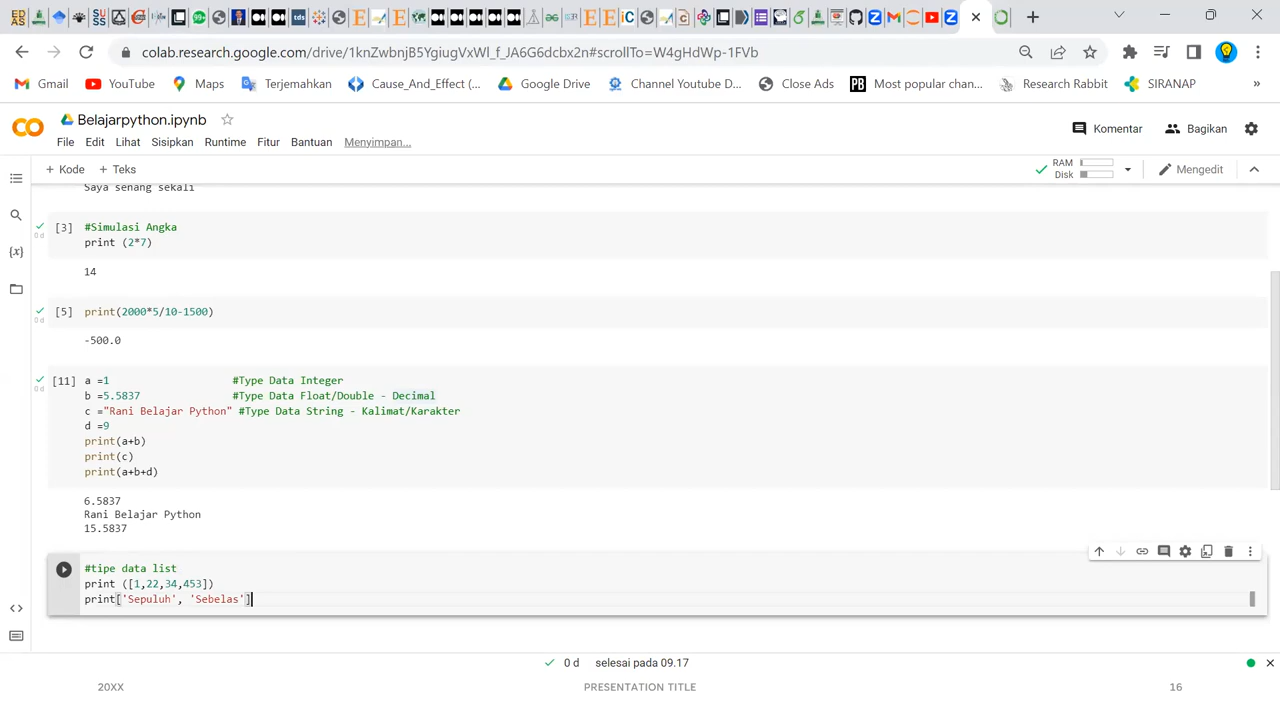 colab.research.google.com/drive/1knZwbnjB5YgiugVxWl_f_JA6G6dcbx2n#scrollTo=W4gHdWp-1FVb
Gmail YouTube Maps Terjemahkan Cause_And_Effect (... Google Drive Channel Youtube D... Close Ads Most popular chan... Research Rabbit SIRANAP »
Belajarpython.ipynb
Komentar Bagikan
File Edit Lihat Sisipkan Runtime Fitur Bantuan Menyimpan...
+ Kode + Teks
RAM
Disk
Mengedit
Saya senang sekali
[3] #Simulasi Angka
0 d
print (2*7)
14
[5] print(2000*5/10-1500)
0 d
-500.0
[11] a =1 #Type Data Integer
0 d
b =5.5837 #Type Data Float/Double - Decimal
c ="Rani Belajar Python" #Type Data String - Kalimat/Karakter
d =9
print(a+b)
print(c)
print(a+b+d)
6.5837
Rani Belajar Python
15.5837
#tipe data list
print ([1,22,34,453])
print['Sepuluh', 'Sebelas']
0 d selesai pada 09.17
20XX PRESENTATION TITLE 16